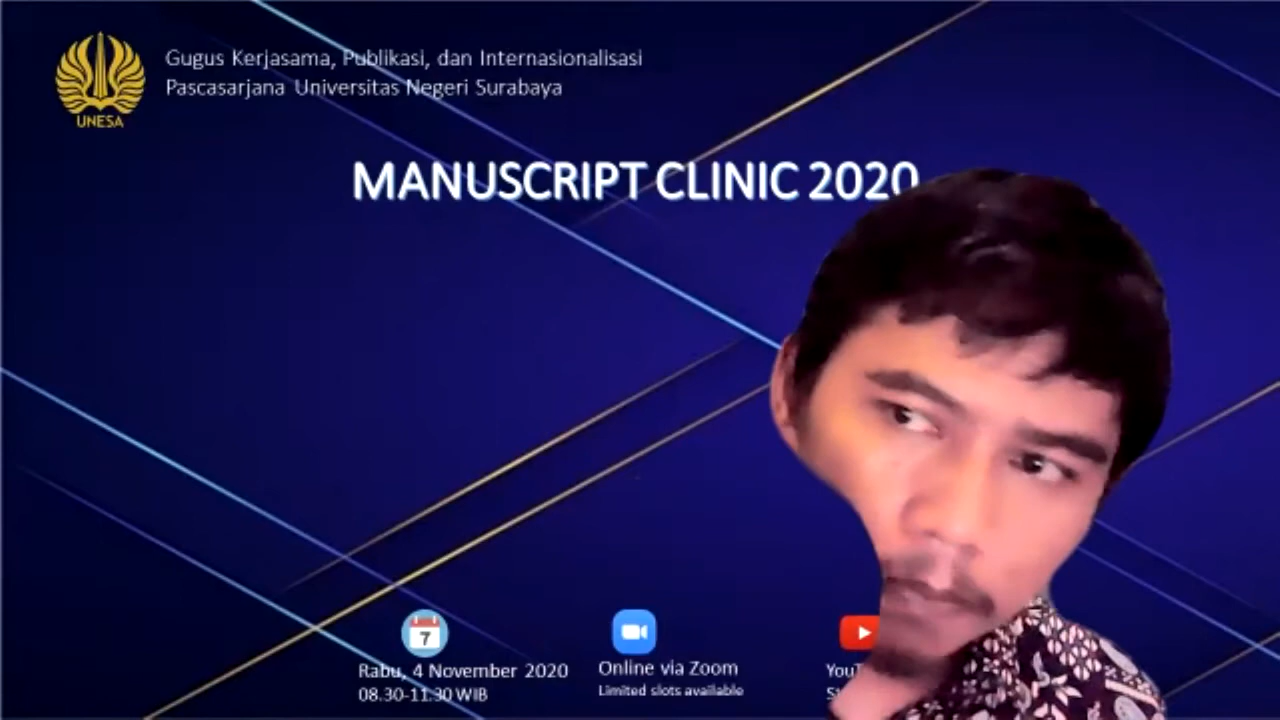 Gugus Kerjasama, Publikasi, dan Internasionalisasi
Pascasarjana Universitas Negeri Surabaya
UNESA
MANUSCRIPT CLINIC 2020
7
Rabu, 4 November 2020
08.30-11.30 WIB
Online via Zoom
Limited slots available